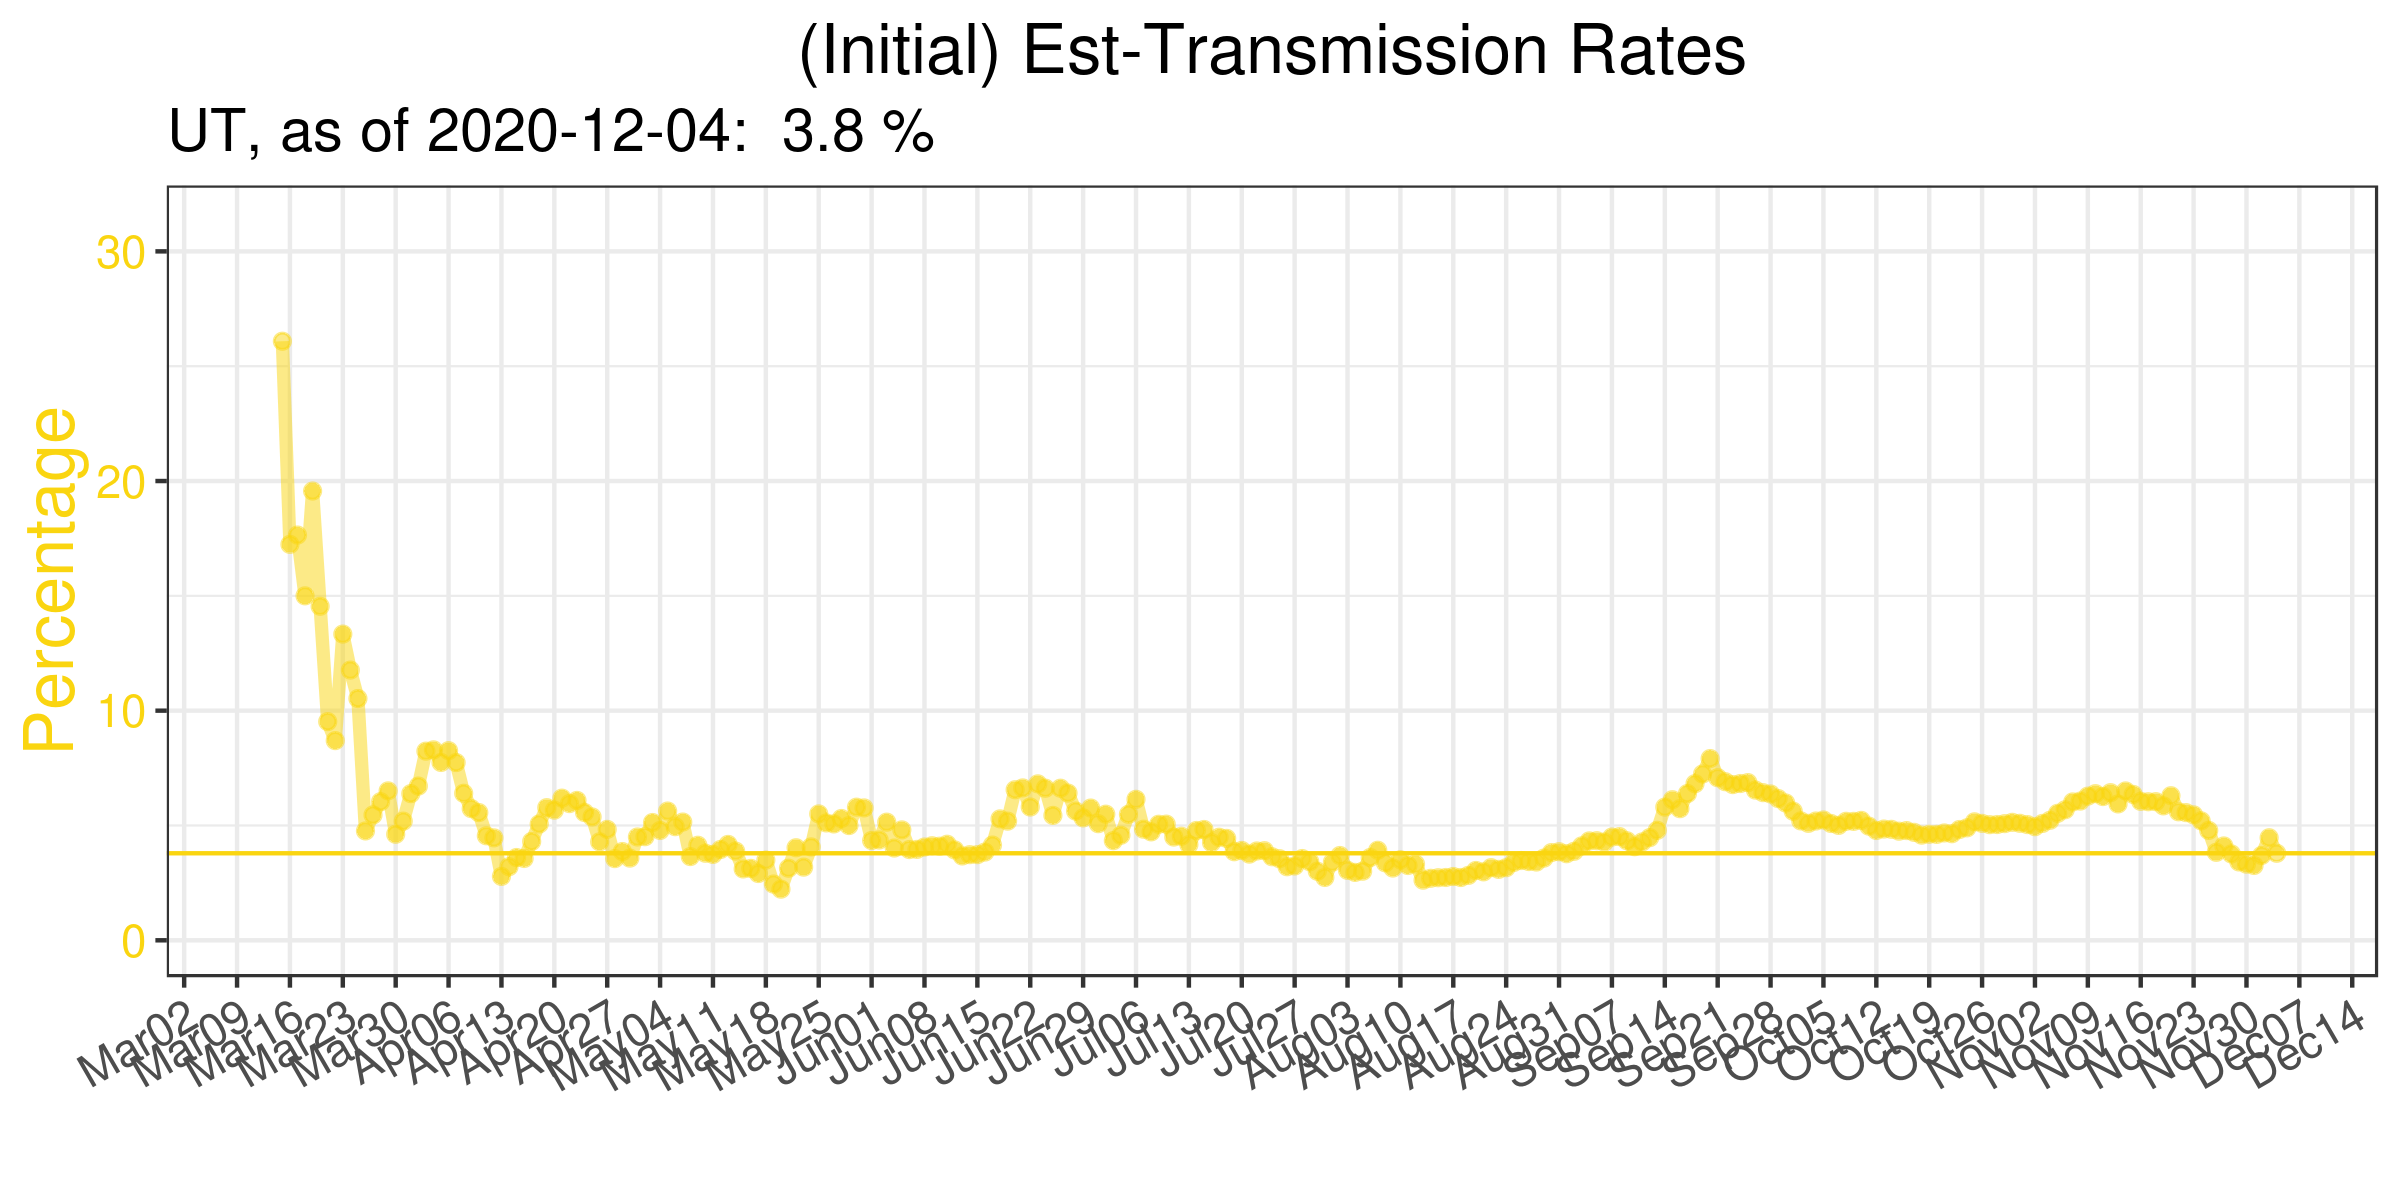 (Initial) Est-Transmission Rates
UT, as of 2020-12-04:  3.8 %
Percentage
30
20
10
0
Mar02
Mar09
Mar16
Mar23
Mar30
Apr06
Apr13
Apr20
Apr27
May04
May11
May18
May25
Jun01
Jun08
Jun15
Jun22
Jun29
Jul06
Jul13
Jul20
Jul27
Aug03
Aug10
Aug17
Aug24
Aug31
Sep07
Sep14
Sep21
Sep28
Oct05
Oct12
Oct19
Oct26
Nov02
Nov09
Nov16
Nov23
Nov30
Dec07
Dec14